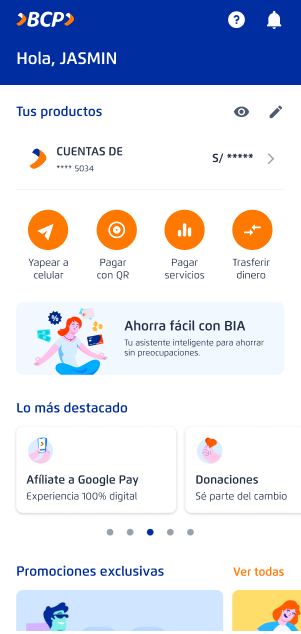 BCP
Hola, JASMIN
Tus productos
CUENTAS DE
**** 5034
S/ *****
Yapear a
celular
Pagar
con QR
Pagar
servicios
Trasferir
dinero
Ahorra fácil con BIA
Tu asistente inteligente para ahorrar
sin preocupaciones.
Lo más destacado
Afíliate a Google Pay
Experiencia 100% digital
Donaciones
Sé parte del cambio
Promociones exclusivas
Ver todas